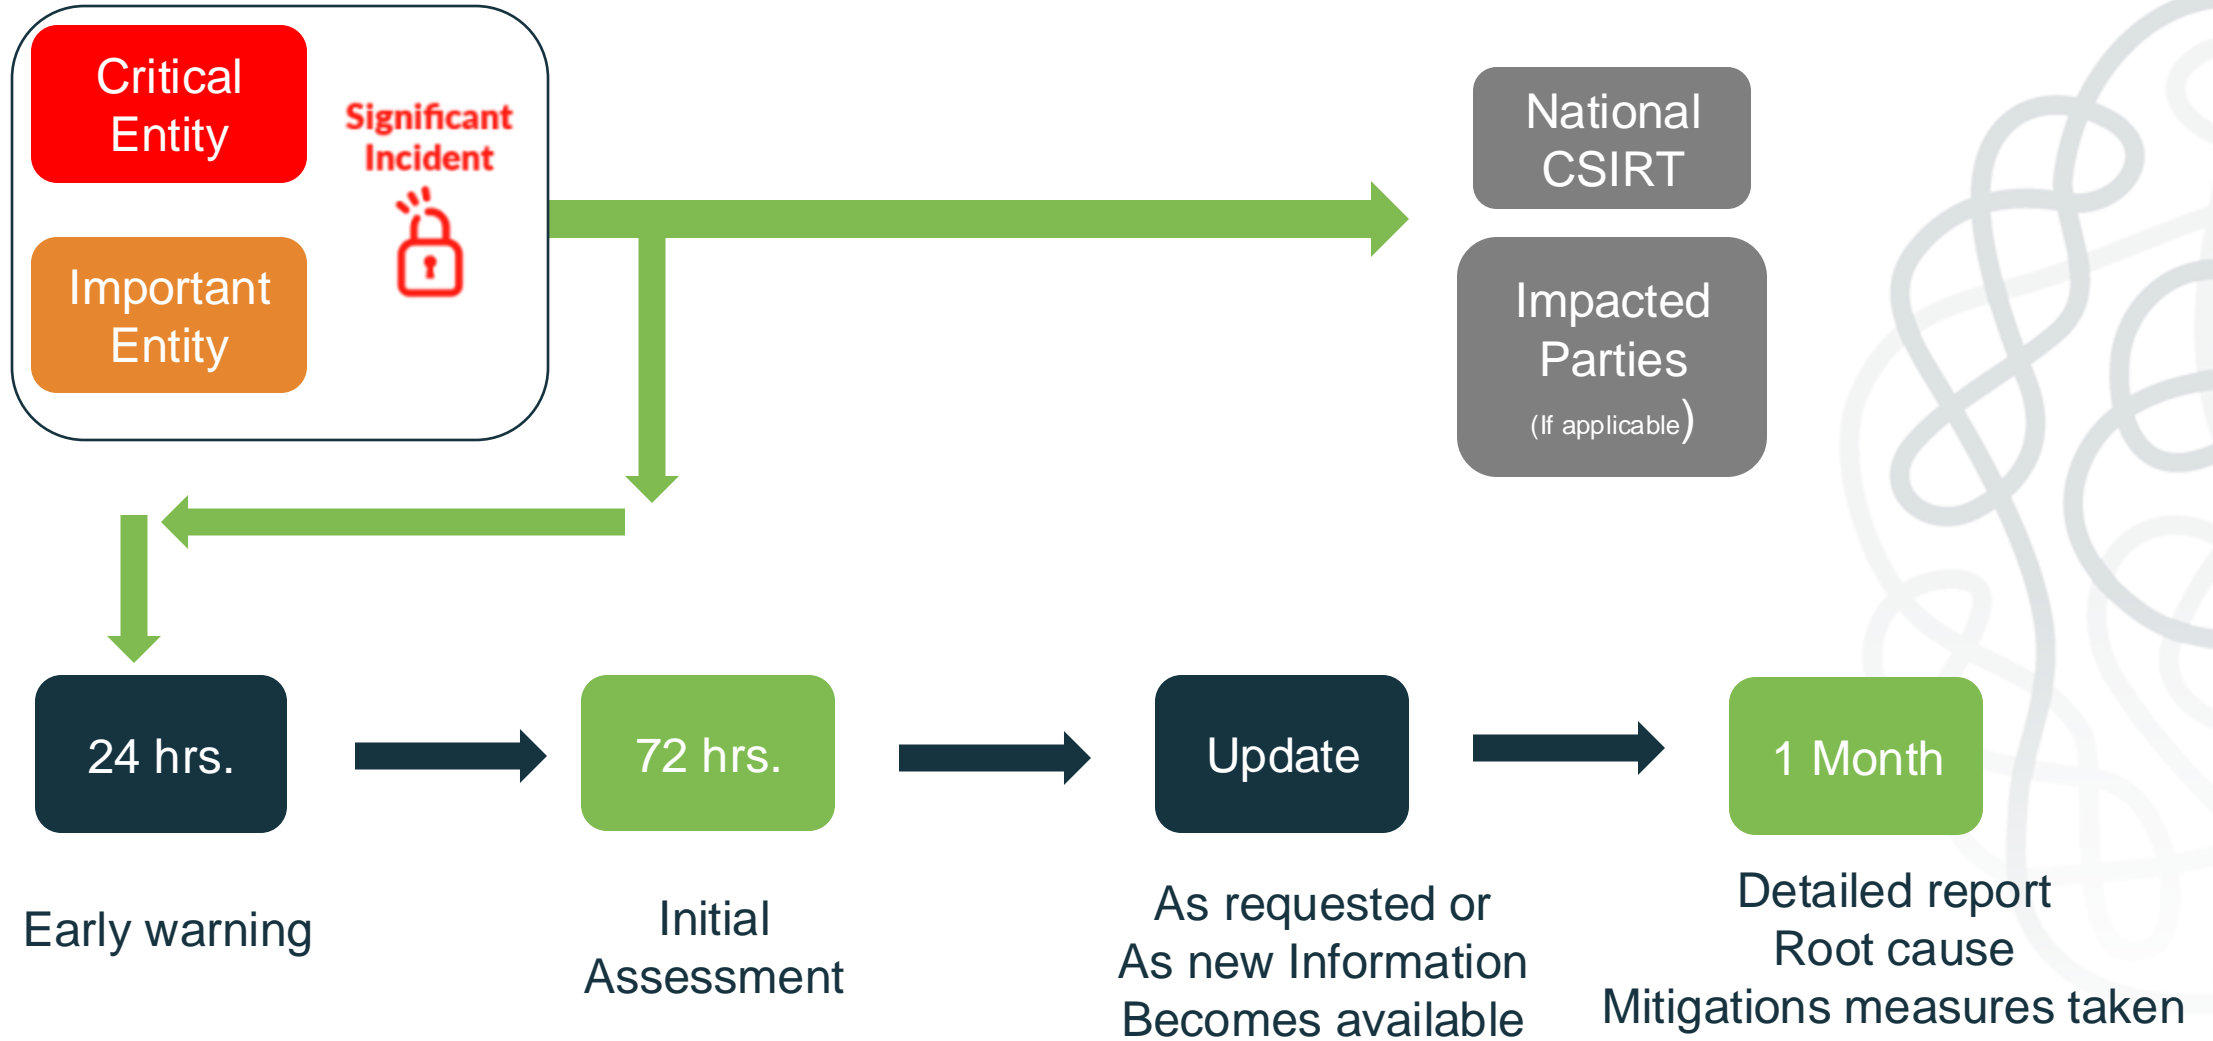 Critical
Entity
Significant
Incident
Important
Entity
National
CSIRT
Impacted
Parties
(If applicable)
24 hrs.
72 hrs.
Update
1 Month
Early warning
Initial
Assessment
As requested or
As new Information
Becomes available
Detailed report
Root cause
Mitigations measures taken